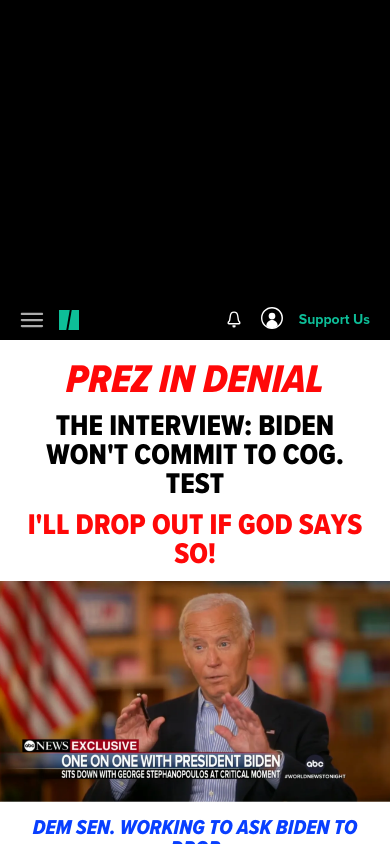 Support Us
PREZ IN DENIAL
THE INTERVIEW: BIDEN
WON'T COMMIT TO COG.
TEST
I'LL DROP OUT IF GOD SAYS
SO!
abc NEWS EXCLUSIVE
ONE ON ONE WITH PRESIDENT BIDEN
SITS DOWN WITH GEORGE STEPHANOPOULOS AT CRITICAL MOMENT
abc
#WORLDNEWSTONIGHT
DEM SEN. WORKING TO ASK BIDEN TO